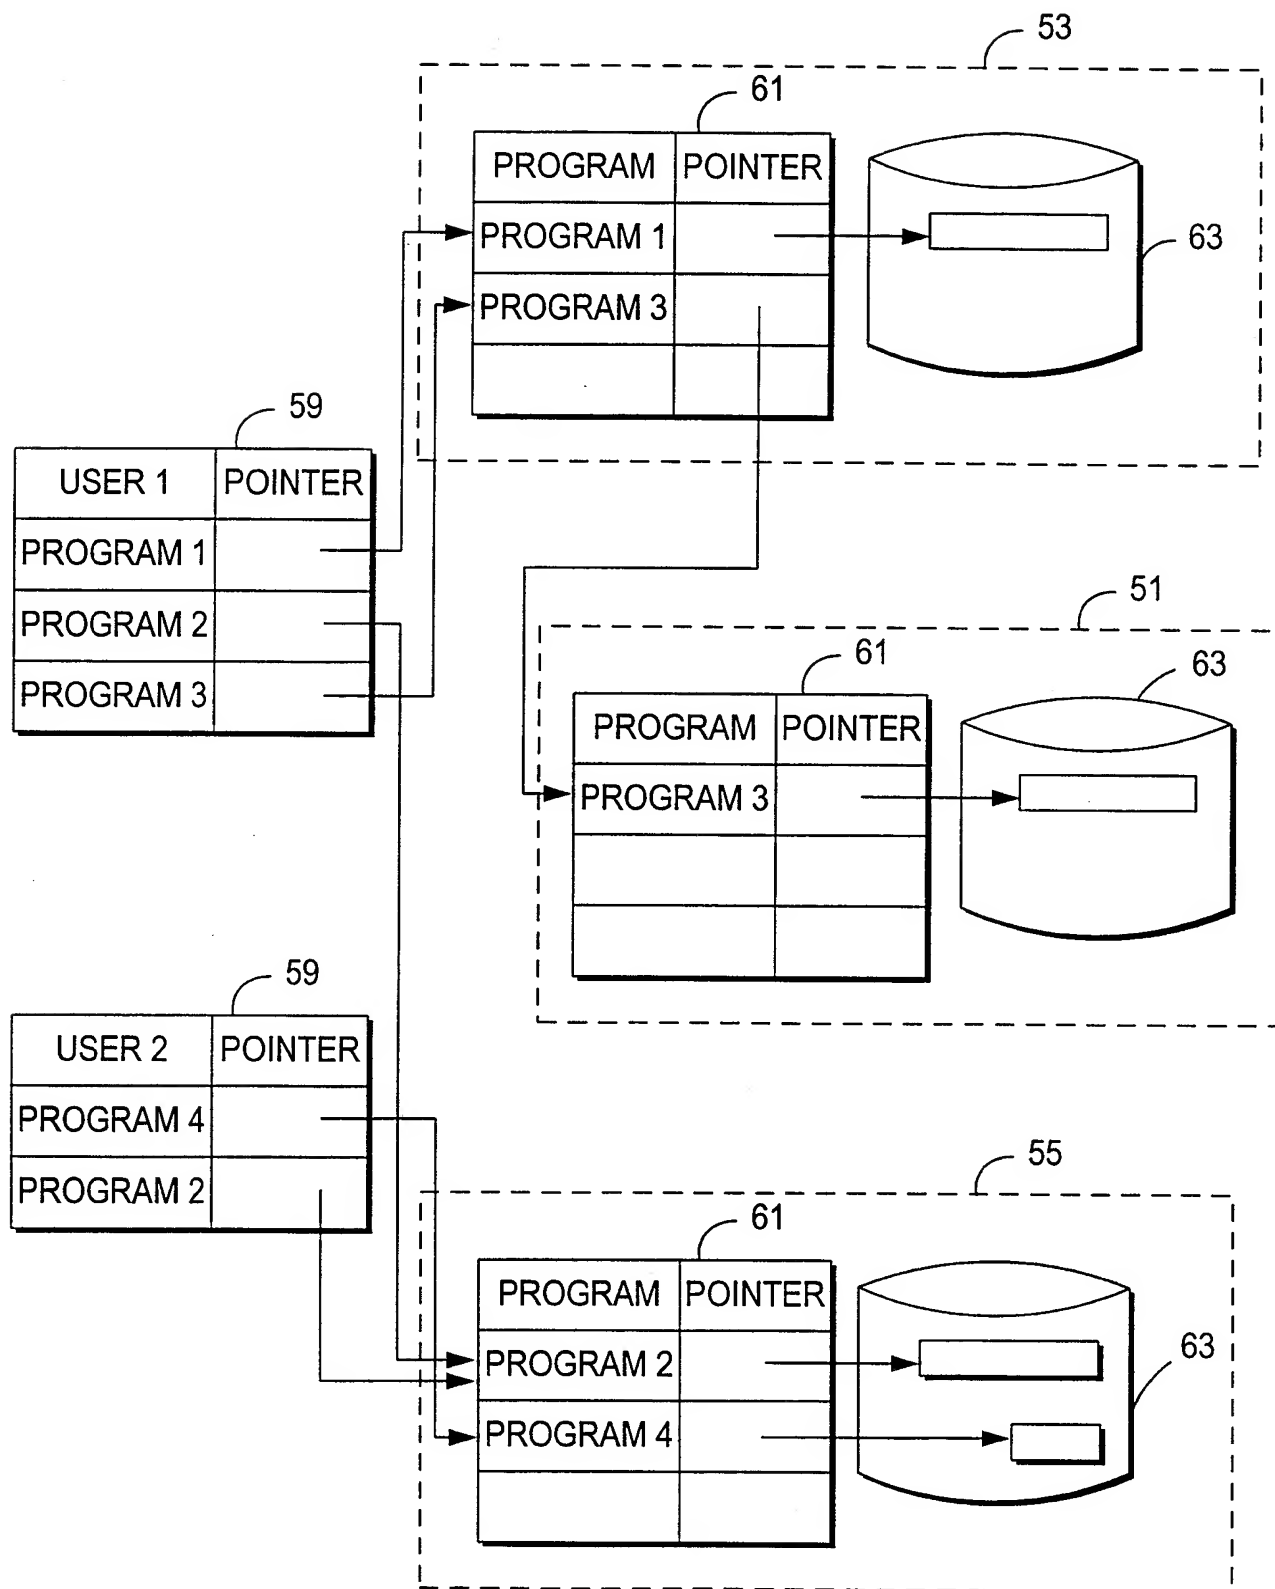 53
61
PROGRAM POINTER
PROGRAM 1
63
PROGRAM 3
59
USER 1 POINTER
PROGRAM 1
PROGRAM 2
PROGRAM 3
51
61
63
PROGRAM POINTER
PROGRAM 3
59
USER 2 POINTER
PROGRAM 4
PROGRAM 2
55
61
PROGRAM POINTER
PROGRAM 2
63
PROGRAM 4